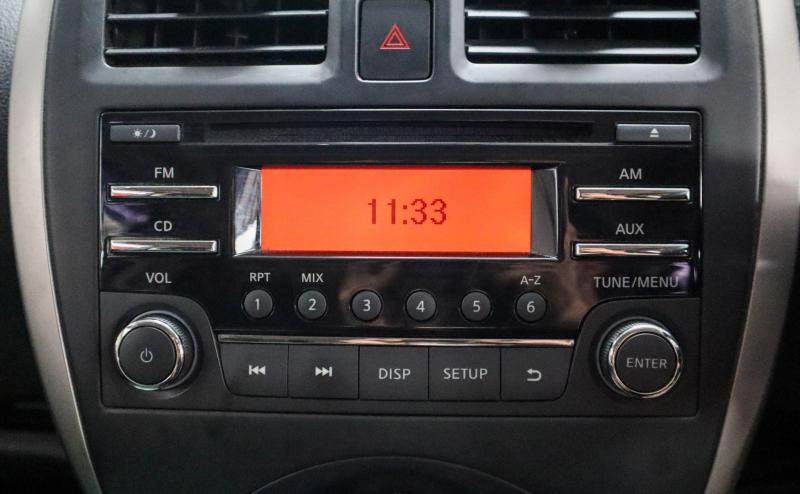 FM
AM
11:33
CD
AUX
VOL
RPT
MIX
A-Z
TUNE/MENU
1
2
3
4
5
6
DISP
SETUP
ENTER